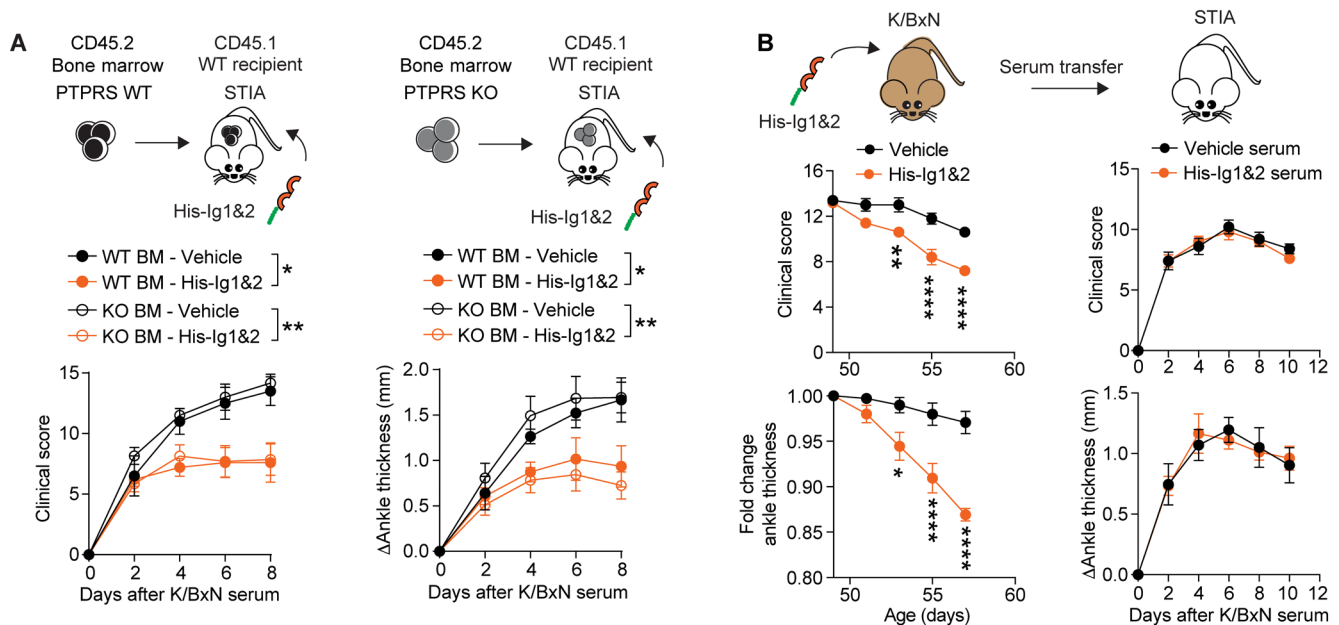 A
CD45.2
Bone marrow
PTPRS WT
CD45.1
WT recipient
STIA
His-Ig1&2
WT BM - Vehicle
WT BM - His-Ig1&2
*
KO BM - Vehicle
KO BM - His-Ig1&2
**
Clinical score
15
10
5
0
0 2 4 6 8
Days after K/BxN serum
CD45.2
Bone marrow
PTPRS KO
CD45.1
WT recipient
STIA
His-Ig1&2
WT BM - Vehicle
WT BM - His-Ig1&2
*
KO BM - Vehicle
KO BM - His-Ig1&2
**
ΔAnkle thickness (mm)
2.0
1.5
1.0
0.5
0.0
0 2 4 6 8
Days after K/BxN serum
B
His-Ig1&2
K/BxN
Serum transfer
STIA
Vehicle
His-Ig1&2
Clinical score
16
12
8
4
0
**
****
****
50 55 60
Fold change
ankle thickness
1.00
0.95
0.90
0.85
0.80
*
****
****
50 55 60
Age (days)
Vehicle serum
His-Ig1&2 serum
Clinical score
15
10
5
0
0 2 4 6 8 10 12
ΔAnkle thickness (mm)
1.5
1.0
0.5
0.0
0 2 4 6 8 10 12
Days after K/BxN serum